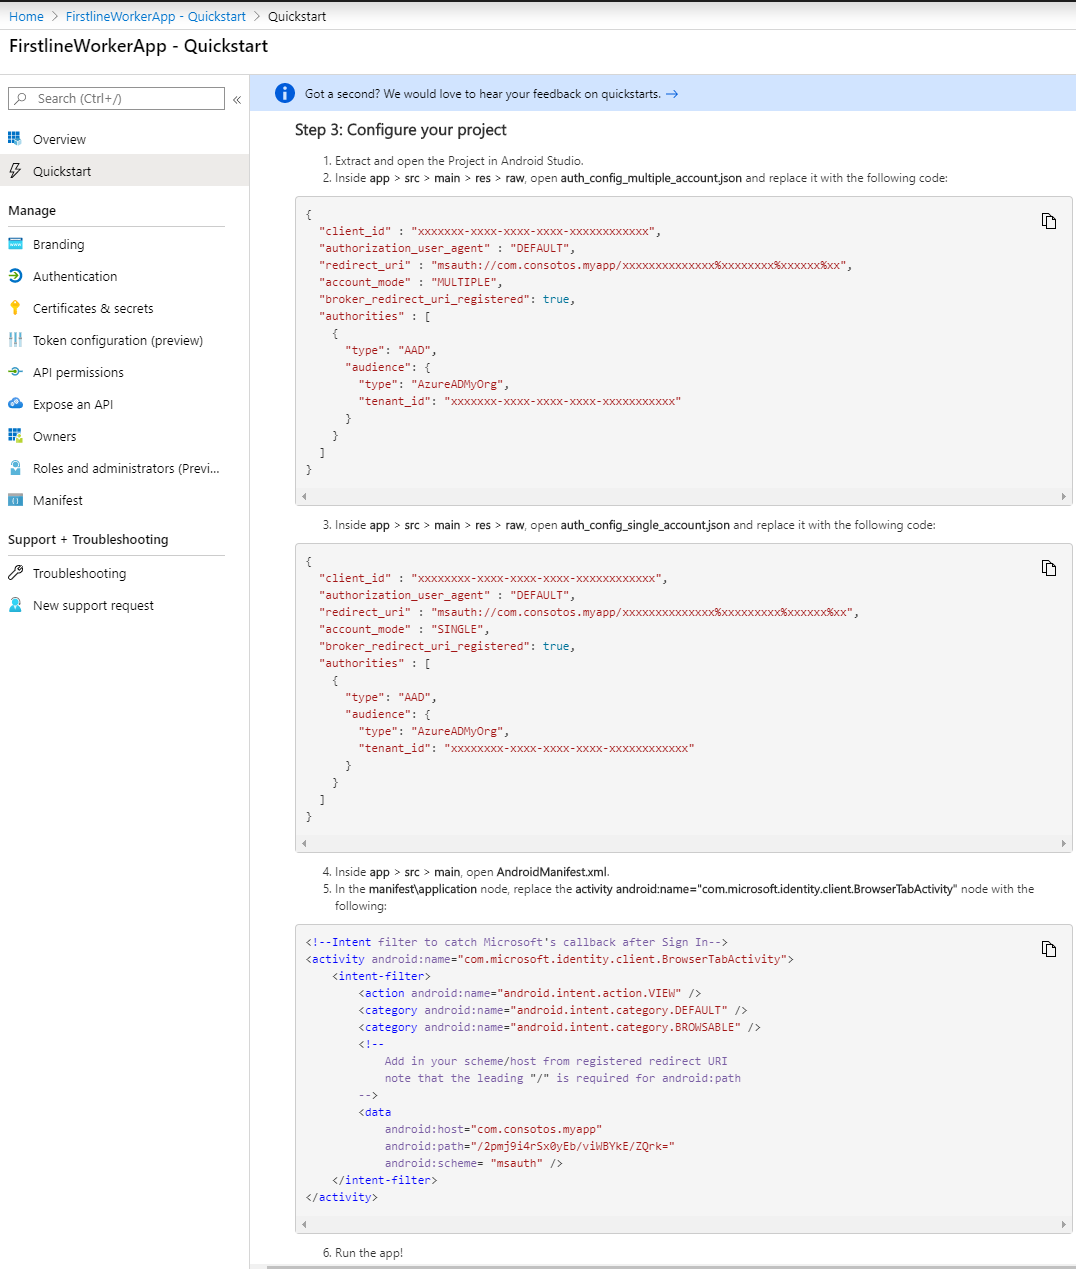 Home > FirstlineWorkerApp - Quickstart > Quickstart
FirstlineWorkerApp - Quickstart
Search (Ctrl+/)
«
Overview
Quickstart
Manage
Branding
Authentication
Certificates & secrets
Token configuration (preview)
API permissions
Expose an API
Owners
Roles and administrators (Previ...
Manifest
Support + Troubleshooting
Troubleshooting
New support request
Got a second? We would love to hear your feedback on quickstarts. →
Step 3: Configure your project
1. Extract and open the Project in Android Studio.
2. Inside app > src > main > res > raw, open auth_config_multiple_account.json and replace it with the following code:
{
"client_id" : "xxxxxxx-xxxx-xxxx-xxxx-xxxxxxxxxxxx",
"authorization_user_agent" : "DEFAULT",
"redirect_uri" : "msauth://com.consotos.myapp/xxxxxxxxxxxxxx%xxxxxxxx%xxxxxx%xx",
"account_mode" : "MULTIPLE",
"broker_redirect_uri_registered": true,
"authorities" : [
{
"type": "AAD",
"audience": {
"type": "AzureADMyOrg",
"tenant_id": "xxxxxxx-xxxx-xxxx-xxxx-xxxxxxxxxxx"
}
}
]
}
3. Inside app > src > main > res > raw, open auth_config_single_account.json and replace it with the following code:
{
"client_id" : "xxxxxxxx-xxxx-xxxx-xxxx-xxxxxxxxxxxx",
"authorization_user_agent" : "DEFAULT",
"redirect_uri" : "msauth://com.consotos.myapp/xxxxxxxxxxxxxx%xxxxxxxxx%xxxxxx%xx",
"account_mode" : "SINGLE",
"broker_redirect_uri_registered": true,
"authorities" : [
{
"type": "AAD",
"audience": {
"type": "AzureADMyOrg",
"tenant_id": "xxxxxxxx-xxxx-xxxx-xxxx-xxxxxxxxxxxx"
}
}
]
}
4. Inside app > src > main, open AndroidManifest.xml.
5. In the manifest\application node, replace the activity android:name="com.microsoft.identity.client.BrowserTabActivity" node with the
following:
<!--Intent filter to catch Microsoft's callback after Sign In-->
<activity android:name="com.microsoft.identity.client.BrowserTabActivity">
<intent-filter>
<action android:name="android.intent.action.VIEW" />
<category android:name="android.intent.category.DEFAULT" />
<category android:name="android.intent.category.BROWSABLE" />
<!--
Add in your scheme/host from registered redirect URI
note that the leading "/" is required for android:path
-->
<data
android:host="com.consotos.myapp"
android:path="/2pmj9i4rSx0yEb/viWBYkE/ZQrk="
android:scheme= "msauth" />
</intent-filter>
</activity>
6. Run the app!